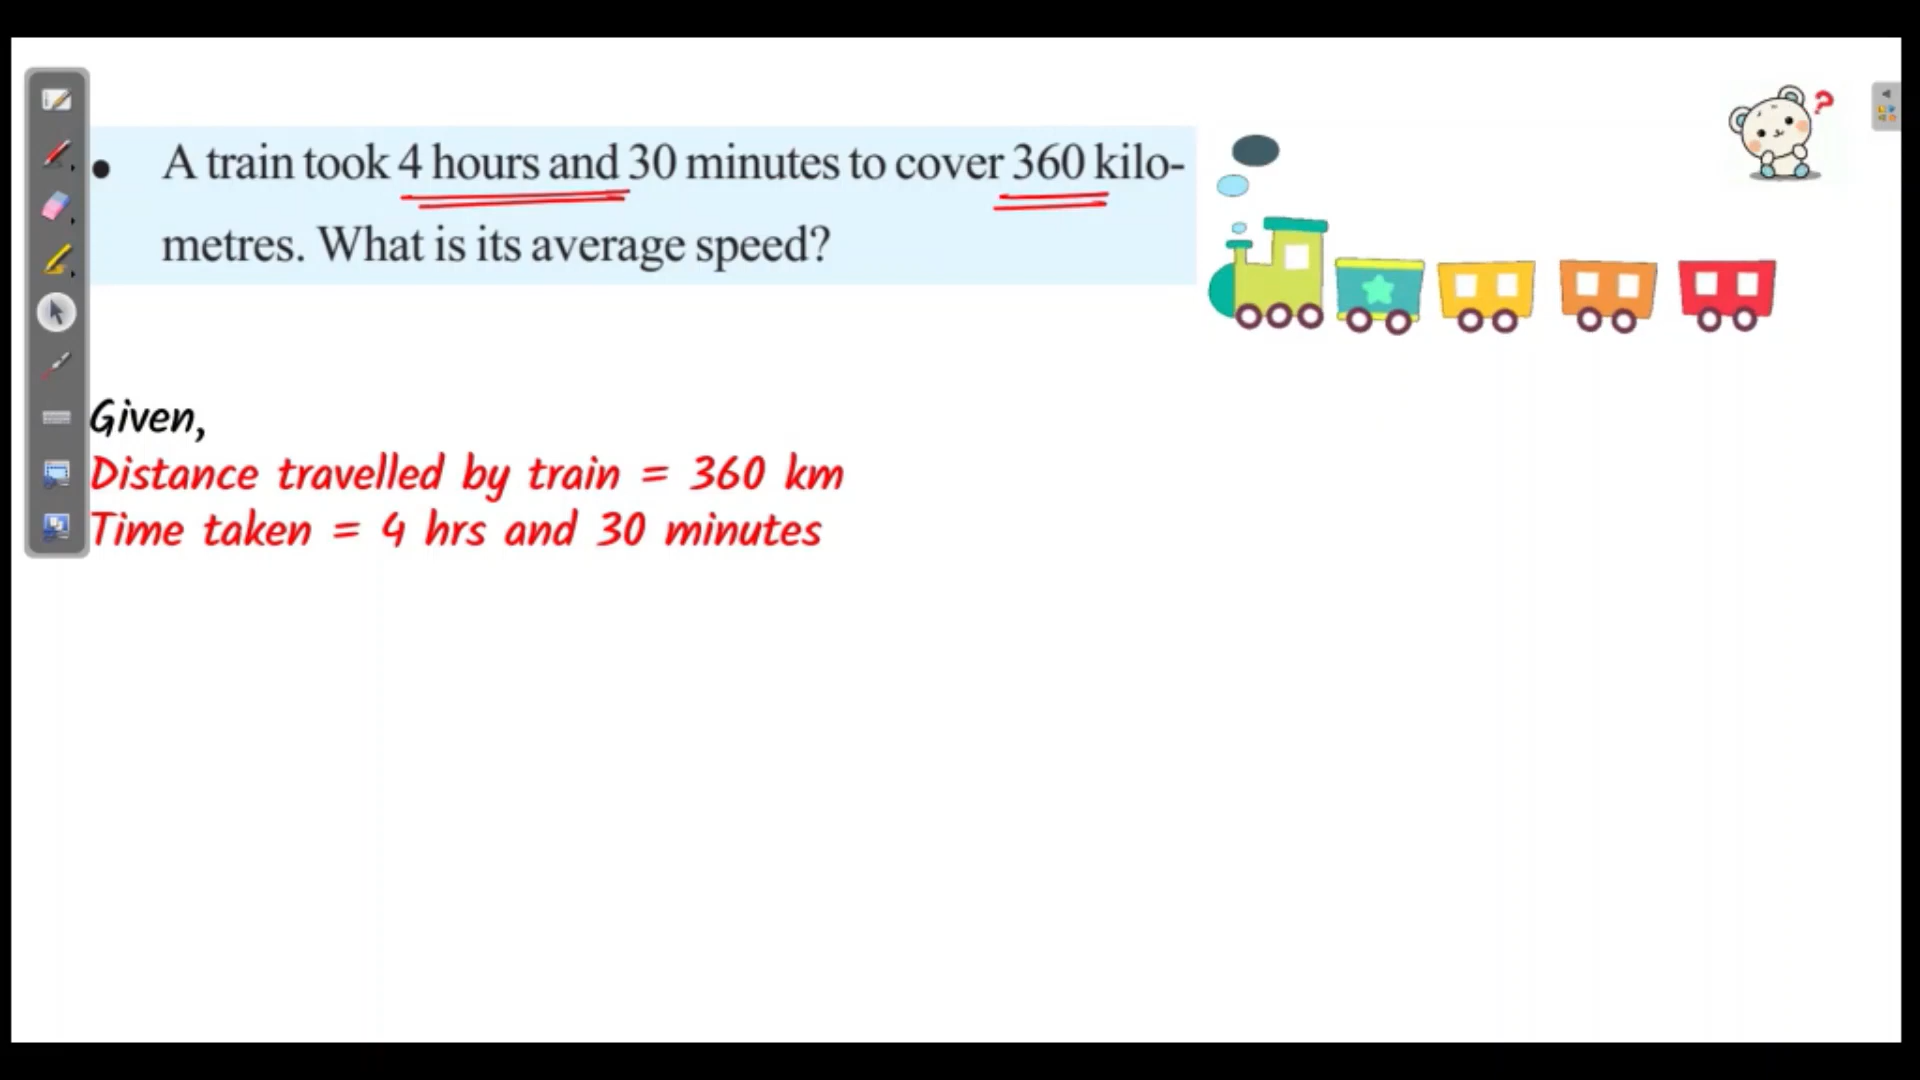 • A train took 4 hours and 30 minutes to cover 360 kilo-
metres. What is its average speed?
?
Given,
Distance travelled by train = 360 km
Time taken = 4 hrs and 30 minutes